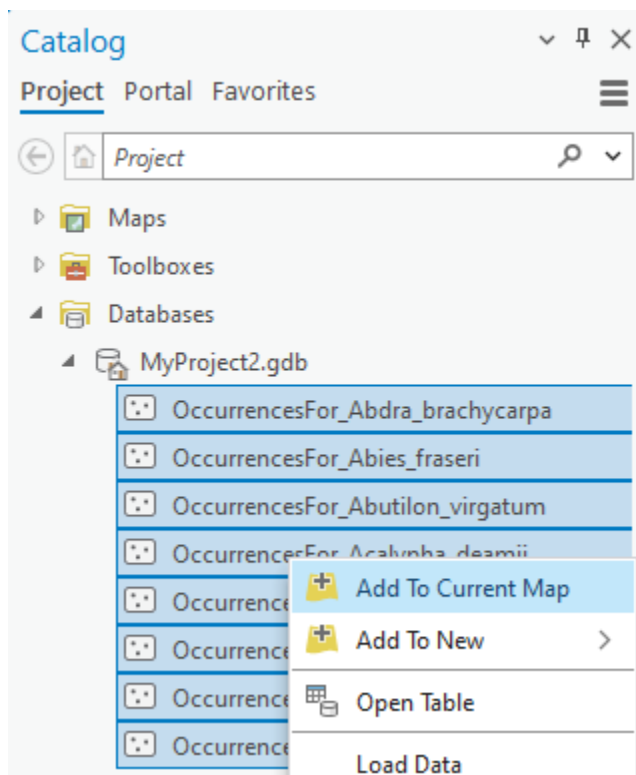 Catalog
Project Portal Favorites
Project
Maps
Toolboxes
Databases
MyProject2.gdb
OccurrencesFor_Abdra_brachycarpa
OccurrencesFor_Abies_fraseri
OccurrencesFor_Abutilon_virgatum
OccurrencesFor_Acalypha_deamii
Occurrence
Occurrence
Occurrence
Occurrence
Add To Current Map
Add To New
Open Table
Load Data